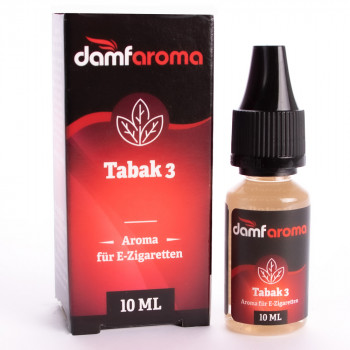 damfaroma
Tabak 3
Aroma
für E-Zigaretten
10 ML
damfaroma
Tabak 3
Aroma für E-Zigaretten
10 ML